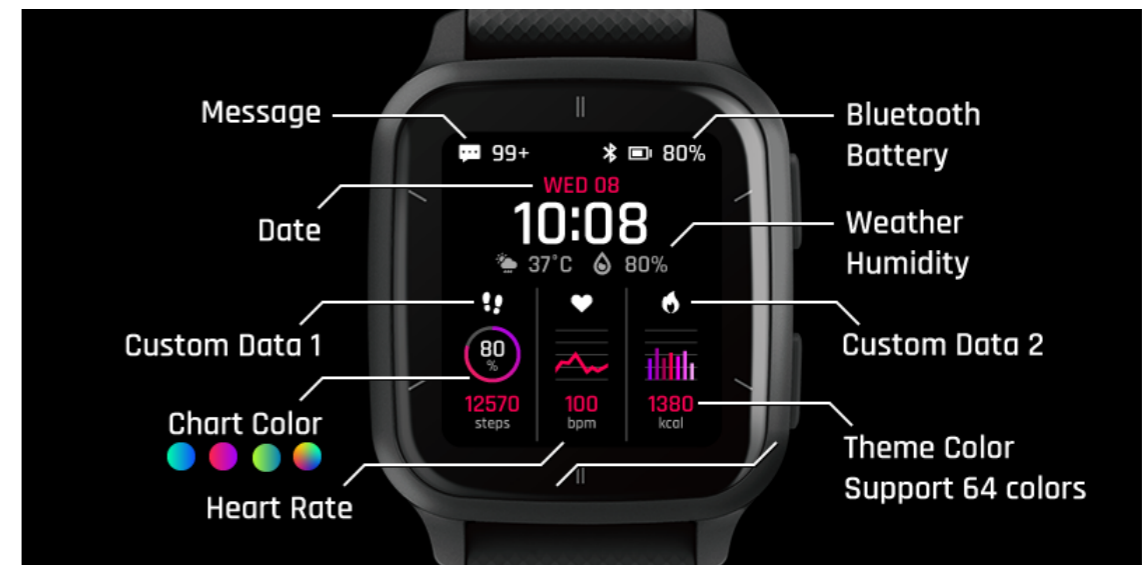 Message
99+
80%
Bluetooth
Battery
WED 08
Date
10:08
Weather
Humidity
37°C
80%
Custom Data 1
Custom Data 2
80
%
12570
steps
100
bpm
1380
kcal
Chart Color
Heart Rate
Theme Color
Support 64 colors